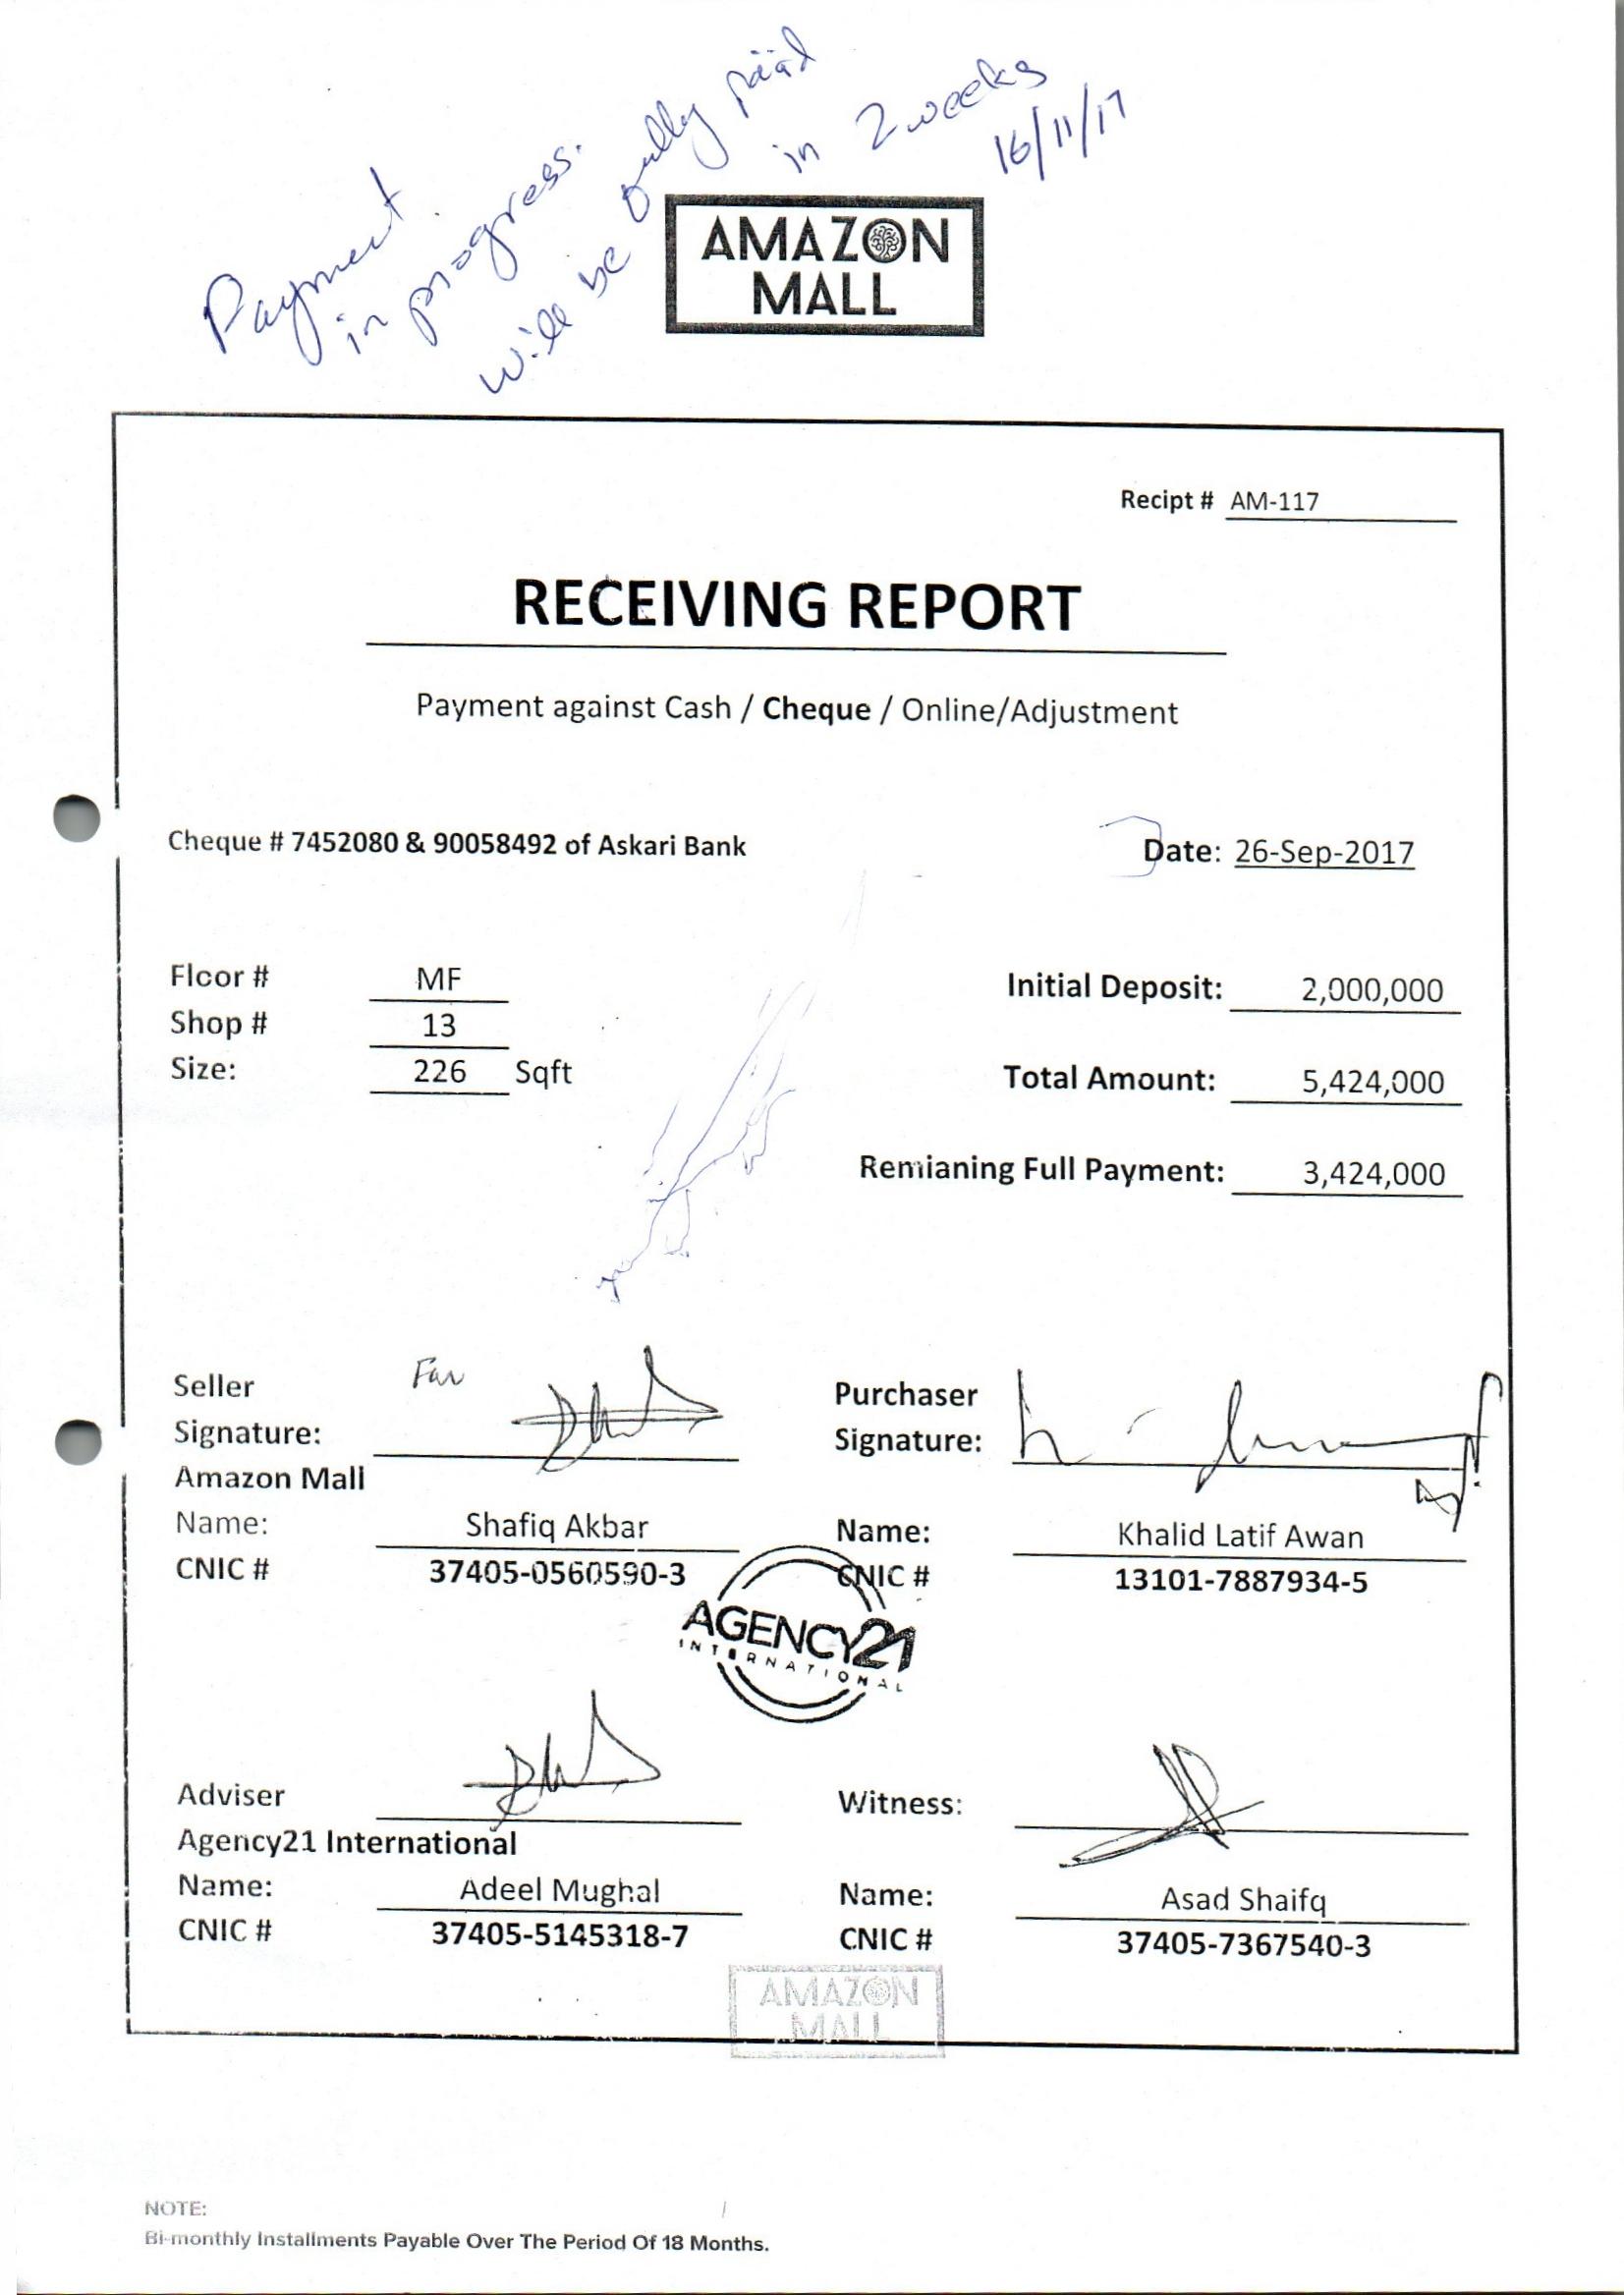 Payment
in progress.
will be fully paid
in 2 weeks
16/11/17
AMAZON
MALL
Recipt # AM-117
RECEIVING REPORT
Payment against Cash / Cheque / Online/Adjustment
Cheque # 7452080 & 90058492 of Askari Bank
Date: 26-Sep-2017
Floor # MF
Shop # 13
Size: 226 Sqft
Initial Deposit: 2,000,000
Total Amount: 5,424,000
Remianing Full Payment: 3,424,000
Seller
Signature:
Amazon Mall
Name: Shafiq Akbar
CNIC # 37405-0560590-3
Purchaser
Signature:
Name: Khalid Latif Awan
CNIC # 13101-7887934-5
AGENCY21
INTERNATIONAL
Adviser
Agency21 International
Name: Adeel Mughal
CNIC # 37405-5145318-7
Witness:
Name: Asad Shaifq
CNIC # 37405-7367540-3
AMAZON
MALL
NOTE:
Bi-monthly Installments Payable Over The Period Of 18 Months.